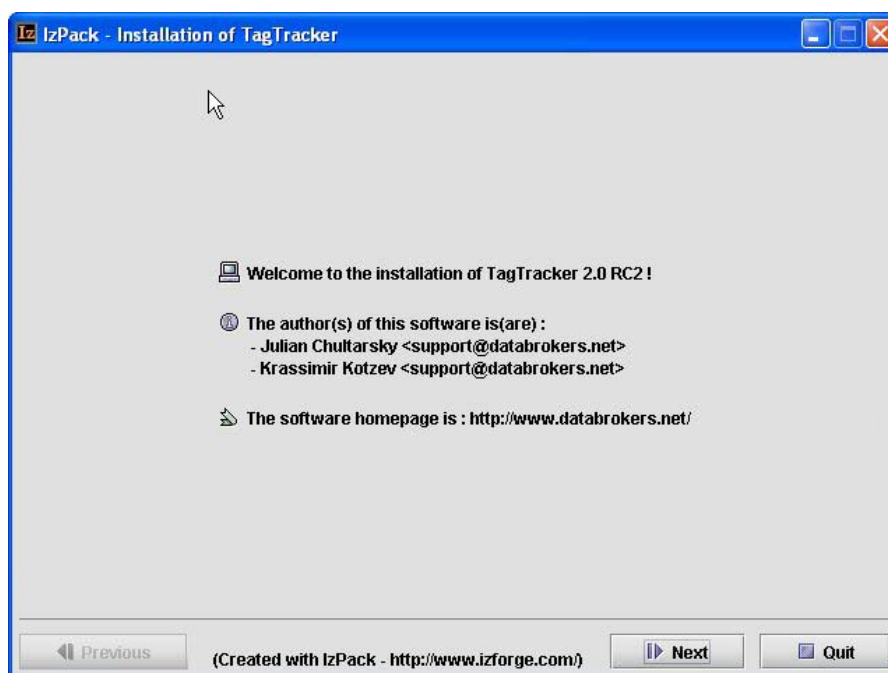 Iz IzPack - Installation of TagTracker
Welcome to the installation of TagTracker 2.0 RC2 !
The author(s) of this software is(are) :
- Julian Chultarsky <support@databrokers.net>
- Krassimir Kotzev <support@databrokers.net>
The software homepage is : http://www.databrokers.net/
Previous
(Created with IzPack - http://www.izforge.com/)
Next
Quit